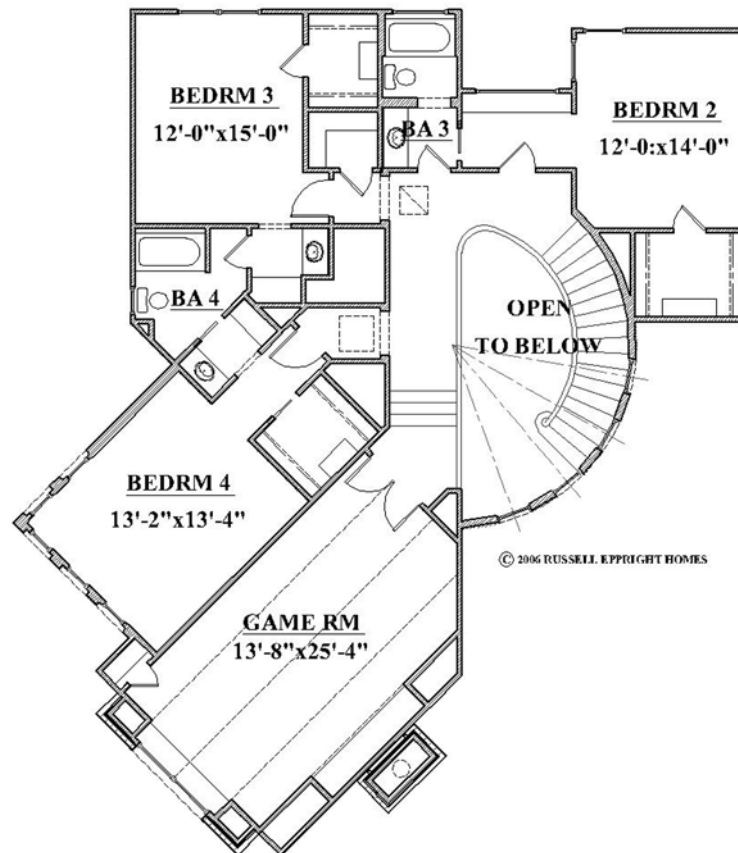 BEDRM 3
12'-0"x15'-0"
BA 3
BEDRM 2
12'-0:x14'-0"
BA 4
OPEN
TO BELOW
BEDRM 4
13'-2"x13'-4"
© 2006 RUSSELL EPPRIGHT HOMES
GAME RM
13'-8"x25'-4"